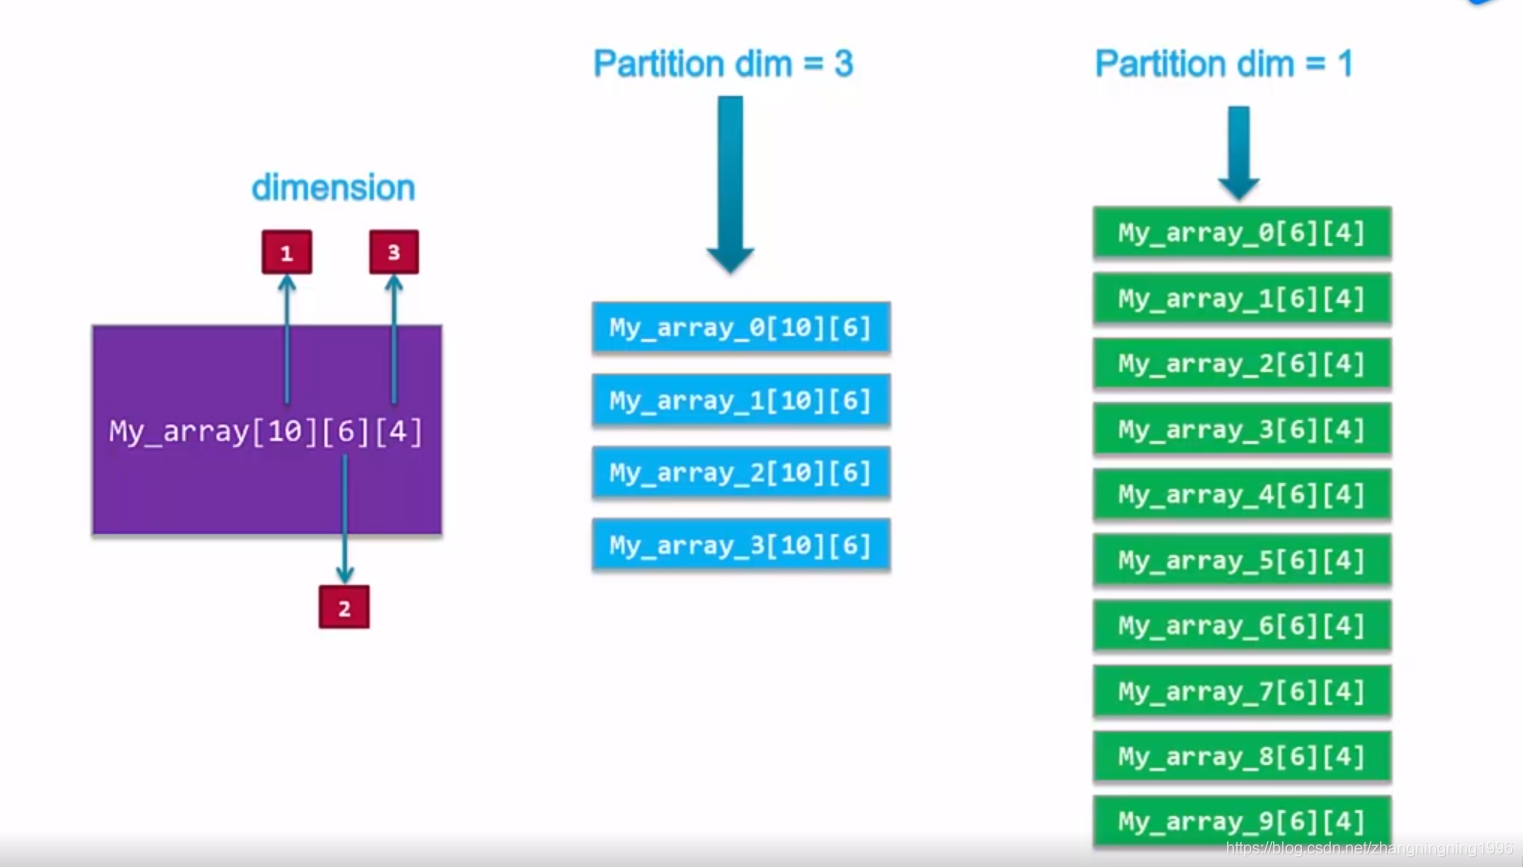 dimension
1
3
My_array[10][6][4]
2
Partition dim = 3
My_array_0[10][6]
My_array_1[10][6]
My_array_2[10][6]
My_array_3[10][6]
Partition dim = 1
My_array_0[6][4]
My_array_1[6][4]
My_array_2[6][4]
My_array_3[6][4]
My_array_4[6][4]
My_array_5[6][4]
My_array_6[6][4]
My_array_7[6][4]
My_array_8[6][4]
My_array_9[6][4]
https://blog.csdn.net/zhangningning1996